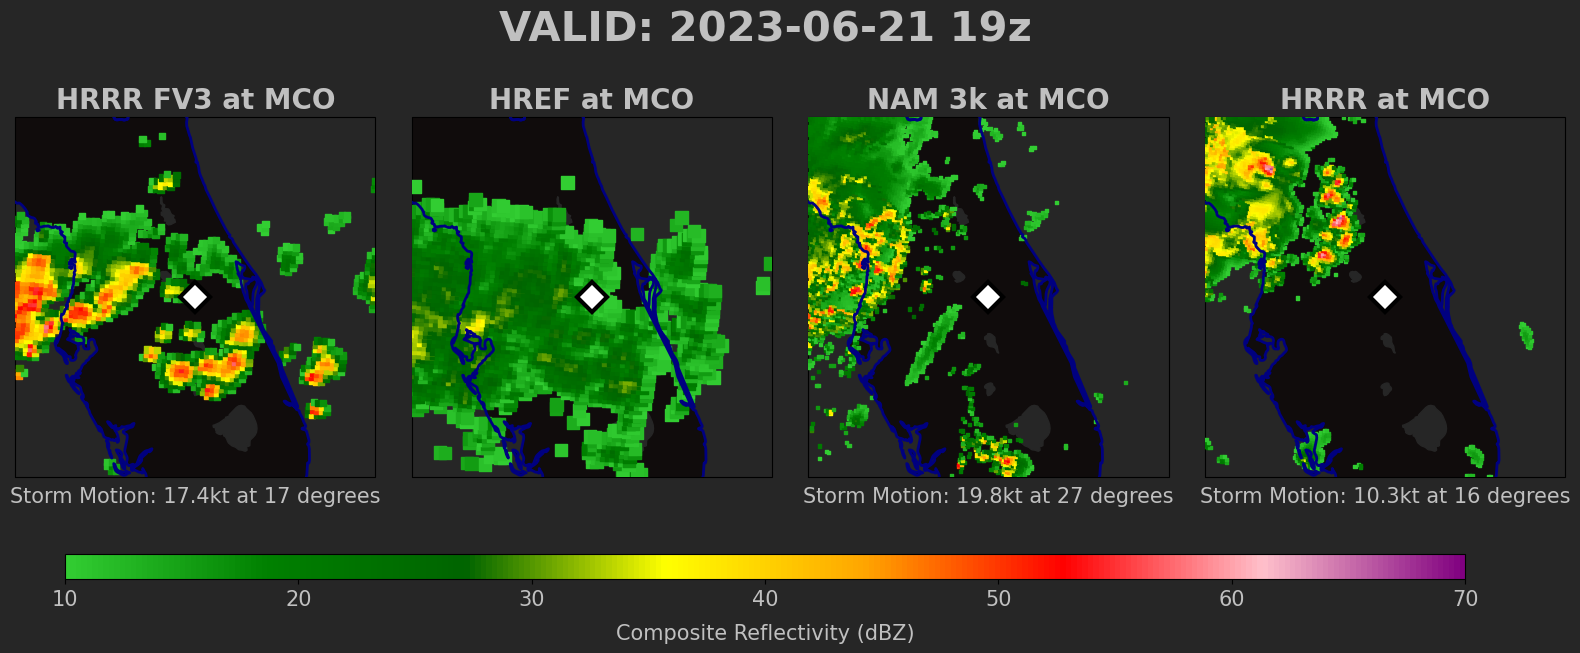 VALID: 2023-06-21 19z
HRRR FV3 at MCO
HREF at MCO
NAM 3k at MCO
HRRR at MCO
Storm Motion: 17.4kt at 17 degrees
Storm Motion: 19.8kt at 27 degrees
Storm Motion: 10.3kt at 16 degrees
10 20 30 40 50 60 70
Composite Reflectivity (dBZ)